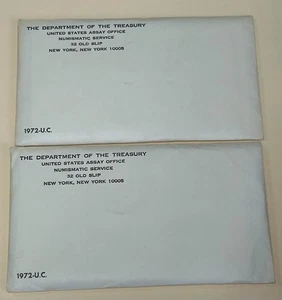 THE DEPARTMENT OF THE TREASURY
UNITED STATES ASSAY OFFICE
NUMISMATIC SERVICE
32 OLD SLIP
NEW YORK, NEW YORK 10005
1972-U.C.
THE DEPARTMENT OF THE TREASURY
UNITED STATES ASSAY OFFICE
NUMISMATIC SERVICE
32 OLD SLIP
NEW YORK, NEW YORK 10005
1972-U.C.